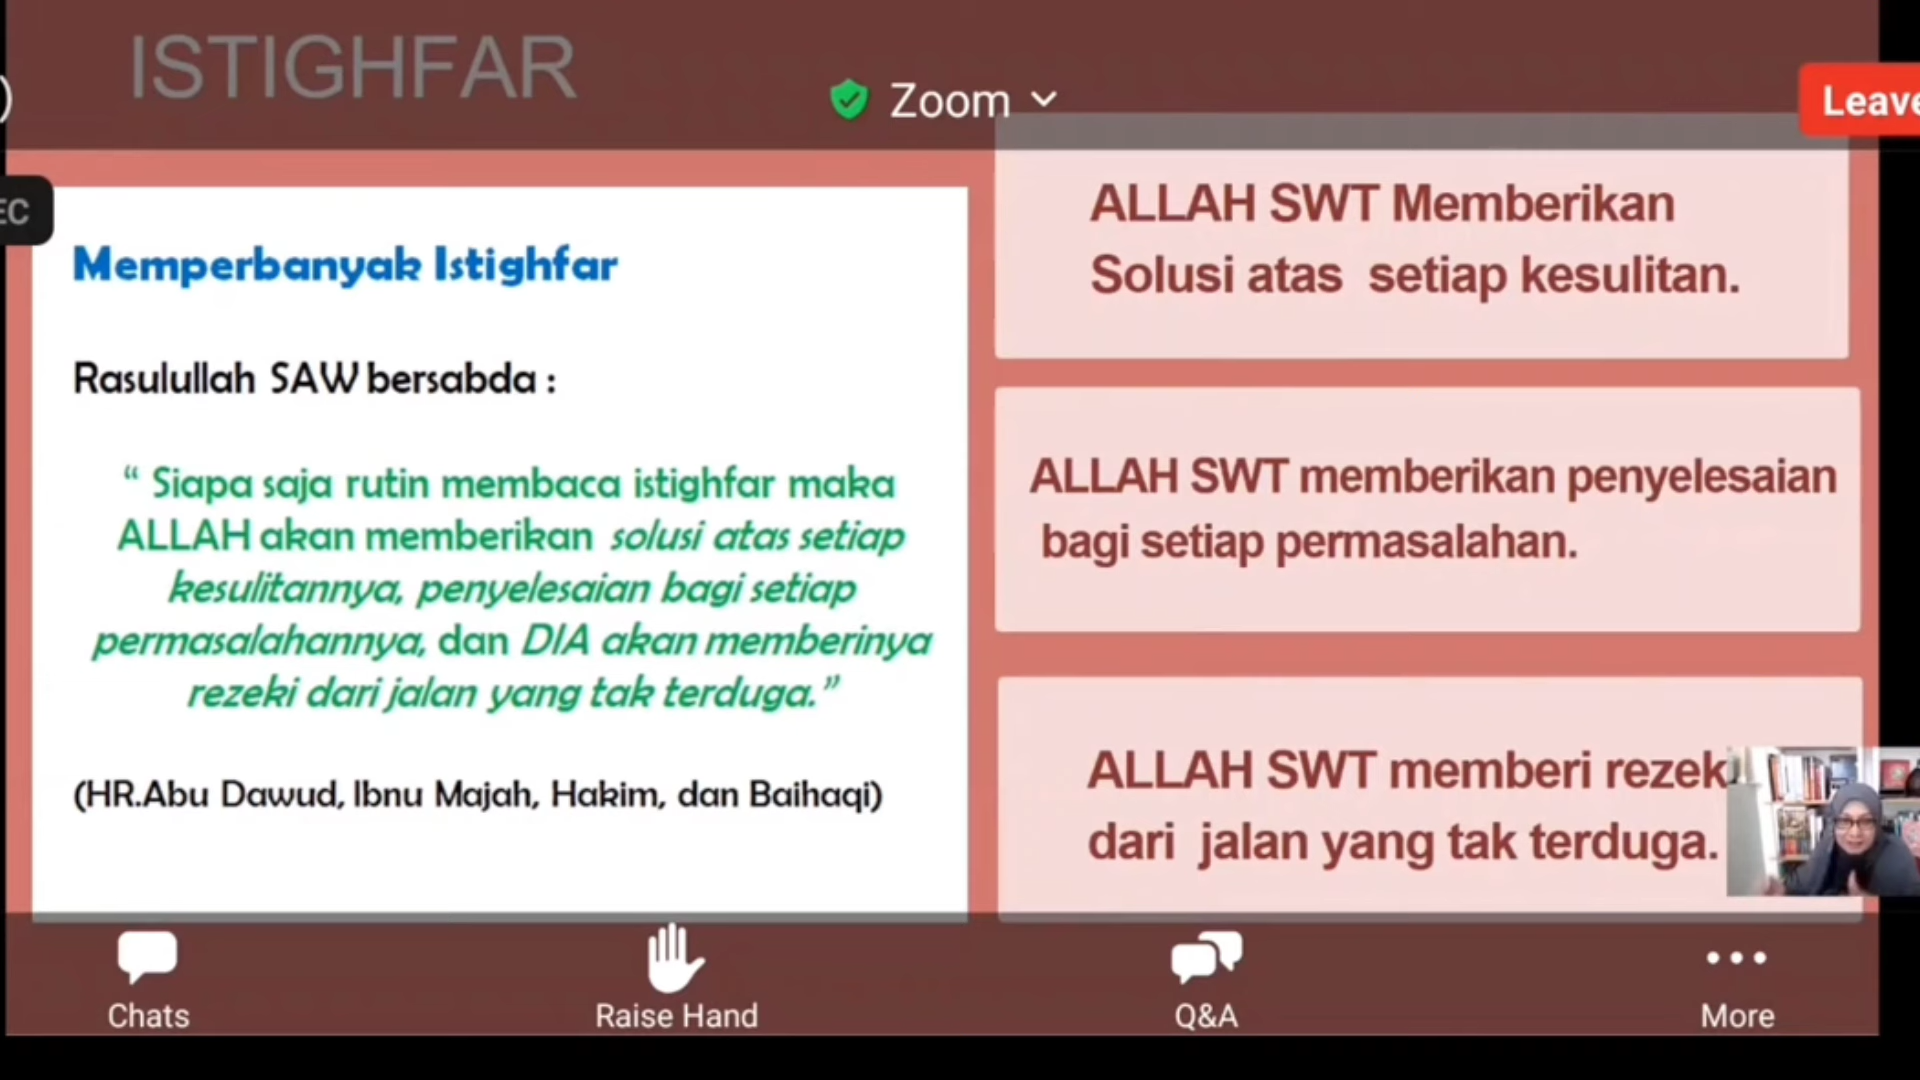 ISTIGHFAR
Zoom
Leave
EC
Memperbanyak Istighfar
Rasulullah SAW bersabda :
“ Siapa saja rutin membaca istighfar maka
ALLAH akan memberikan solusi atas setiap
kesulitannya, penyelesaian bagi setiap
permasalahannya, dan DIA akan memberinya
rezeki dari jalan yang tak terduga.”
(HR.Abu Dawud, Ibnu Majah, Hakim, dan Baihaqi)
ALLAH SWT Memberikan
Solusi atas setiap kesulitan.
ALLAH SWT memberikan penyelesaian
bagi setiap permasalahan.
ALLAH SWT memberi rezek
dari jalan yang tak terduga.
Chats
Raise Hand
Q&A
More